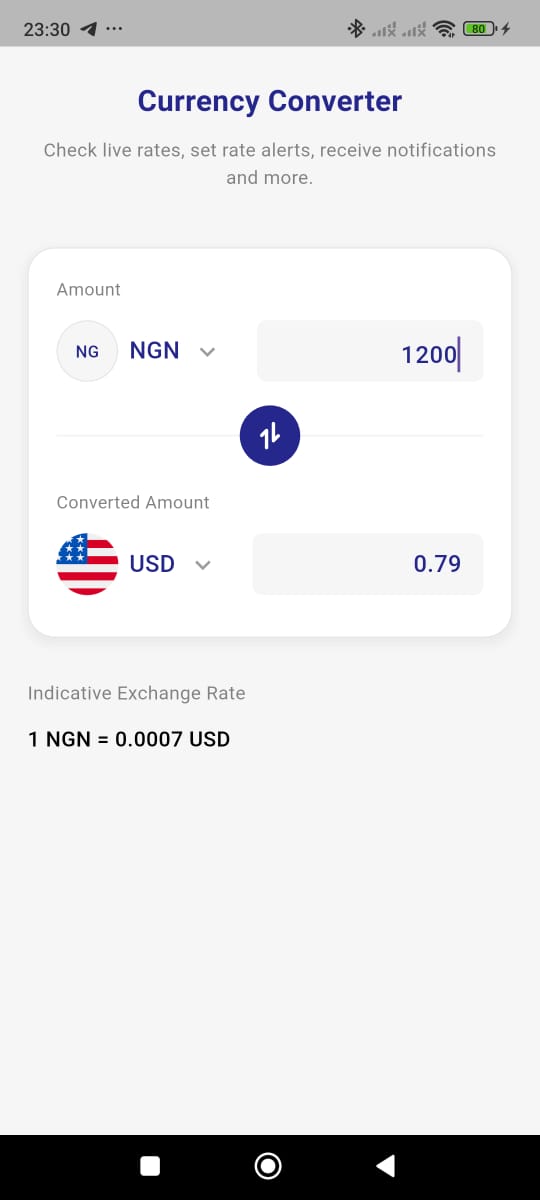 23:30
80
Currency Converter
Check live rates, set rate alerts, receive notifications
and more.
Amount
NG NGN 1200
Converted Amount
USD 0.79
Indicative Exchange Rate
1 NGN = 0.0007 USD